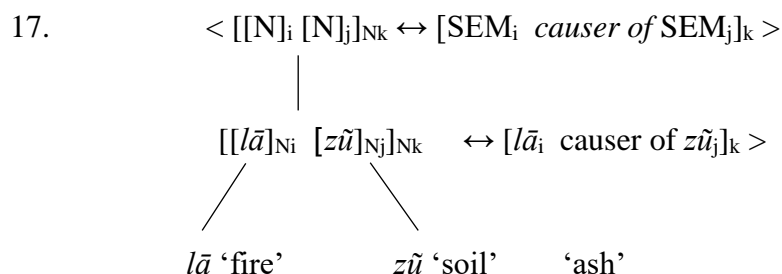 17. < [[N]i [N]j]Nk ↔ [SEMi causer of SEMj]k >
[[lā]Ni [zũ̄]Nj]Nk ↔ [lāi causer of zũ̄j]k >
lā ‘fire’ zũ̄ ‘soil’ ‘ash’